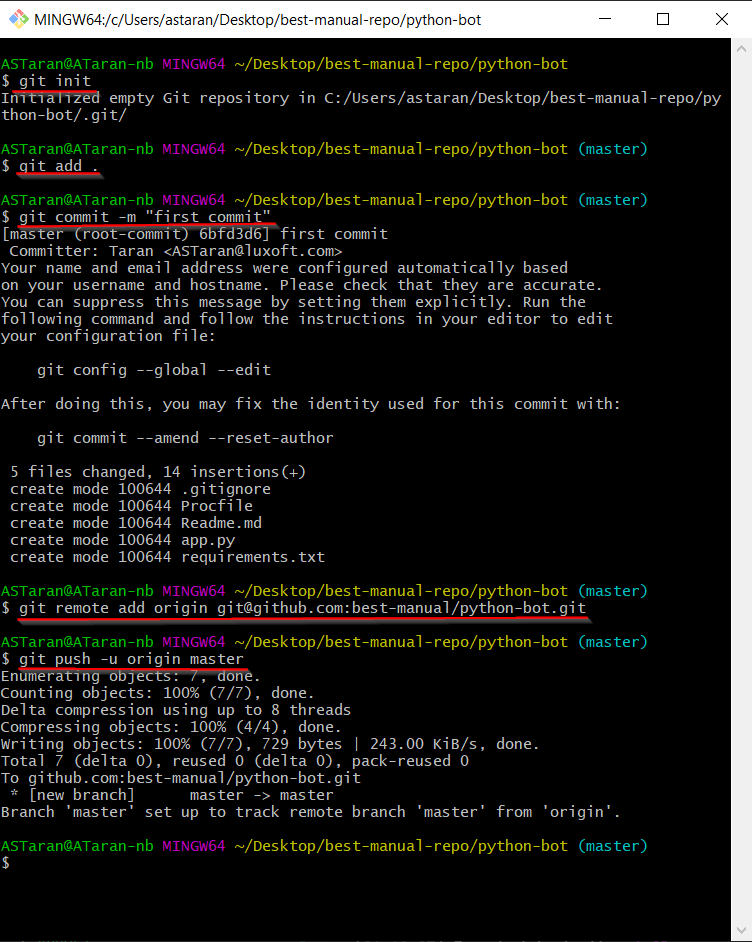 MINGW64:/c/Users/astaran/Desktop/best-manual-repo/python-bot
ASTaran@ATaran-nb MINGW64 ~/Desktop/best-manual-repo/python-bot
$ git init
Initialized empty Git repository in C:/Users/astaran/Desktop/best-manual-repo/py
thon-bot/.git/
ASTaran@ATaran-nb MINGW64 ~/Desktop/best-manual-repo/python-bot (master)
$ git add .
ASTaran@ATaran-nb MINGW64 ~/Desktop/best-manual-repo/python-bot (master)
$ git commit -m "first commit"
[master (root-commit) 6bfd3d6] first commit
 Committer: Taran <ASTaran@luxoft.com>
Your name and email address were configured automatically based
on your username and hostname. Please check that they are accurate.
You can suppress this message by setting them explicitly. Run the
following command and follow the instructions in your editor to edit
your configuration file:
    git config --global --edit
After doing this, you may fix the identity used for this commit with:
    git commit --amend --reset-author
 5 files changed, 14 insertions(+)
 create mode 100644 .gitignore
 create mode 100644 Procfile
 create mode 100644 Readme.md
 create mode 100644 app.py
 create mode 100644 requirements.txt
ASTaran@ATaran-nb MINGW64 ~/Desktop/best-manual-repo/python-bot (master)
$ git remote add origin git@github.com:best-manual/python-bot.git
ASTaran@ATaran-nb MINGW64 ~/Desktop/best-manual-repo/python-bot (master)
$ git push -u origin master
Enumerating objects: 7, done.
Counting objects: 100% (7/7), done.
Delta compression using up to 8 threads
Compressing objects: 100% (4/4), done.
Writing objects: 100% (7/7), 729 bytes | 243.00 KiB/s, done.
Total 7 (delta 0), reused 0 (delta 0), pack-reused 0
To github.com:best-manual/python-bot.git
 * [new branch]      master -> master
Branch 'master' set up to track remote branch 'master' from 'origin'.
ASTaran@ATaran-nb MINGW64 ~/Desktop/best-manual-repo/python-bot (master)
$